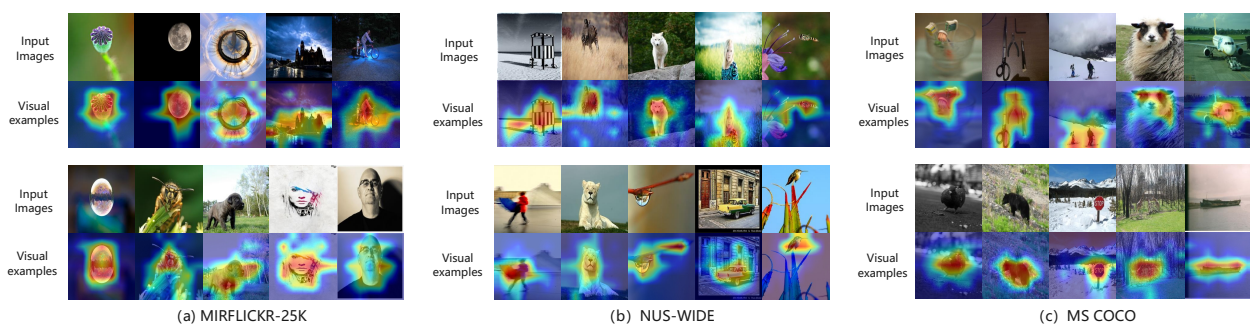 Input
Images
Visual
examples
Input
Images
Visual
examples
(a) MIRFLICKR-25K
Input
Images
Visual
examples
Input
Images
Visual
examples
(b) NUS-WIDE
Input
Images
Visual
examples
Input
Images
Visual
examples
(c) MS COCO